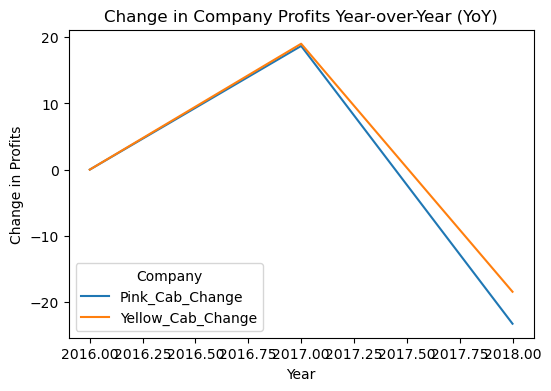 Change in Company Profits Year-over-Year (YoY)
Change in Profits
20
10
0
−10
−20
Company
Pink_Cab_Change
Yellow_Cab_Change
2016.00 2016.25 2016.50 2016.75 2017.00 2017.25 2017.50 2017.75 2018.00
Year